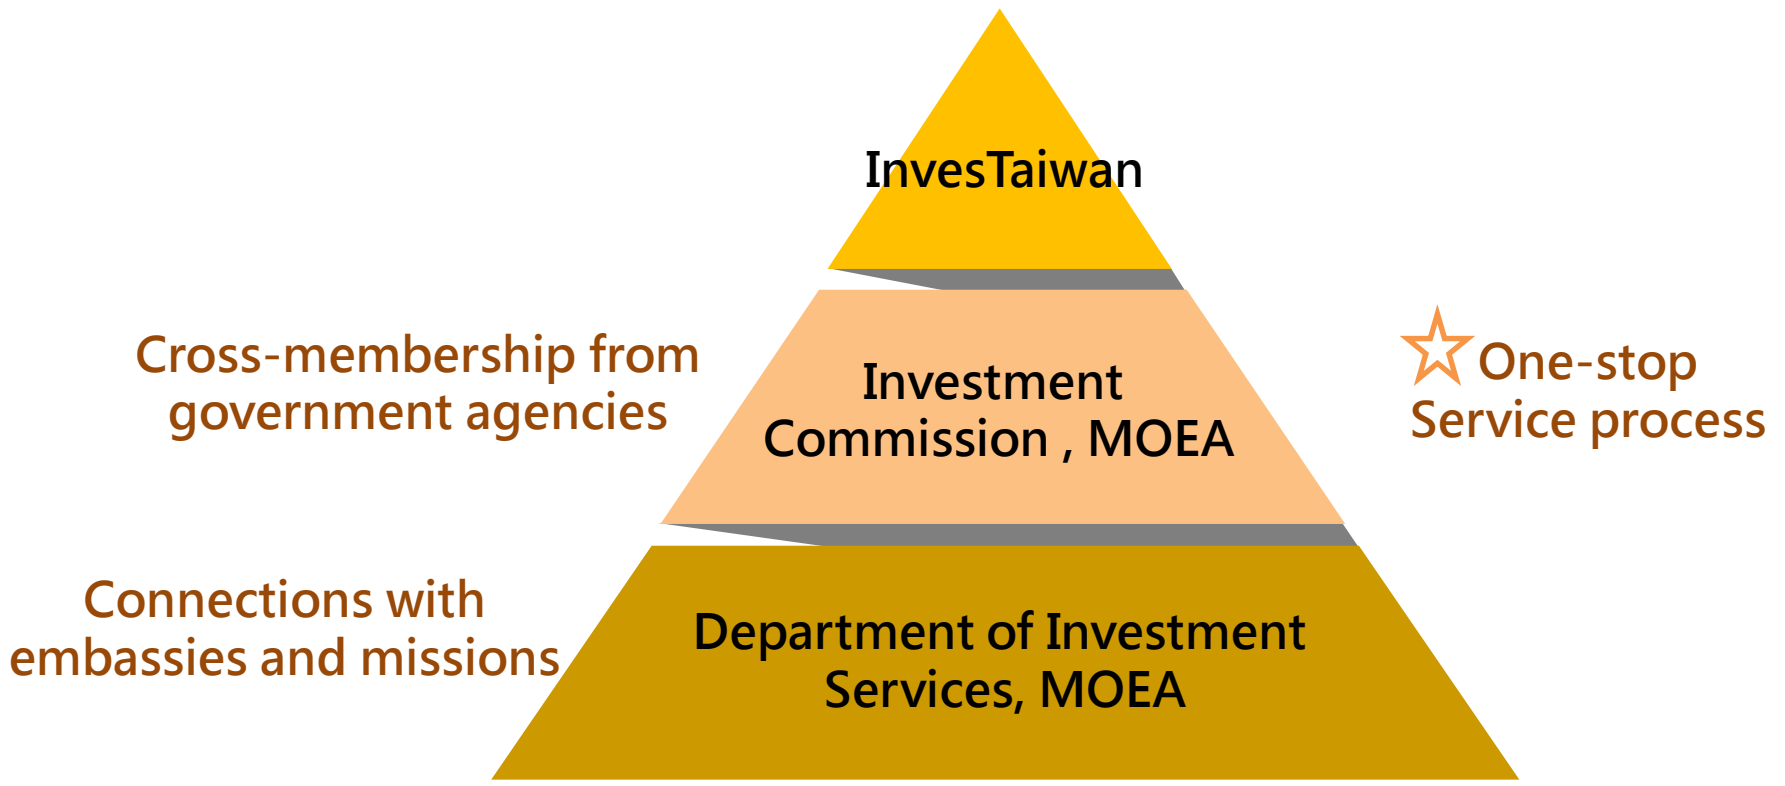 InvesTaiwan
Cross-membership from
government agencies
Investment
Commission , MOEA
One-stop
Service process
Connections with
embassies and missions
Department of Investment
Services, MOEA